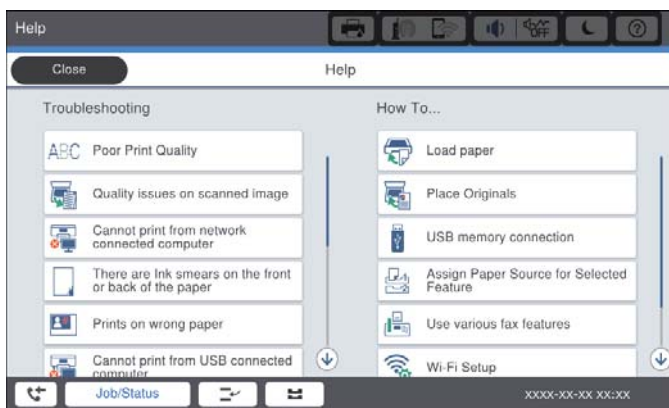 Help
OFF
Close
Help
Troubleshooting
How To...
ABC
Poor Print Quality
Load paper
Quality issues on scanned image
Place Originals
Cannot print from network
connected computer
USB memory connection
There are Ink smears on the front
or back of the paper
Assign Paper Source for Selected
Feature
Prints on wrong paper
Use various fax features
Cannot print from USB connected
computer
Wi-Fi Setup
Job/Status
XXXX-XX-XX XX:XX